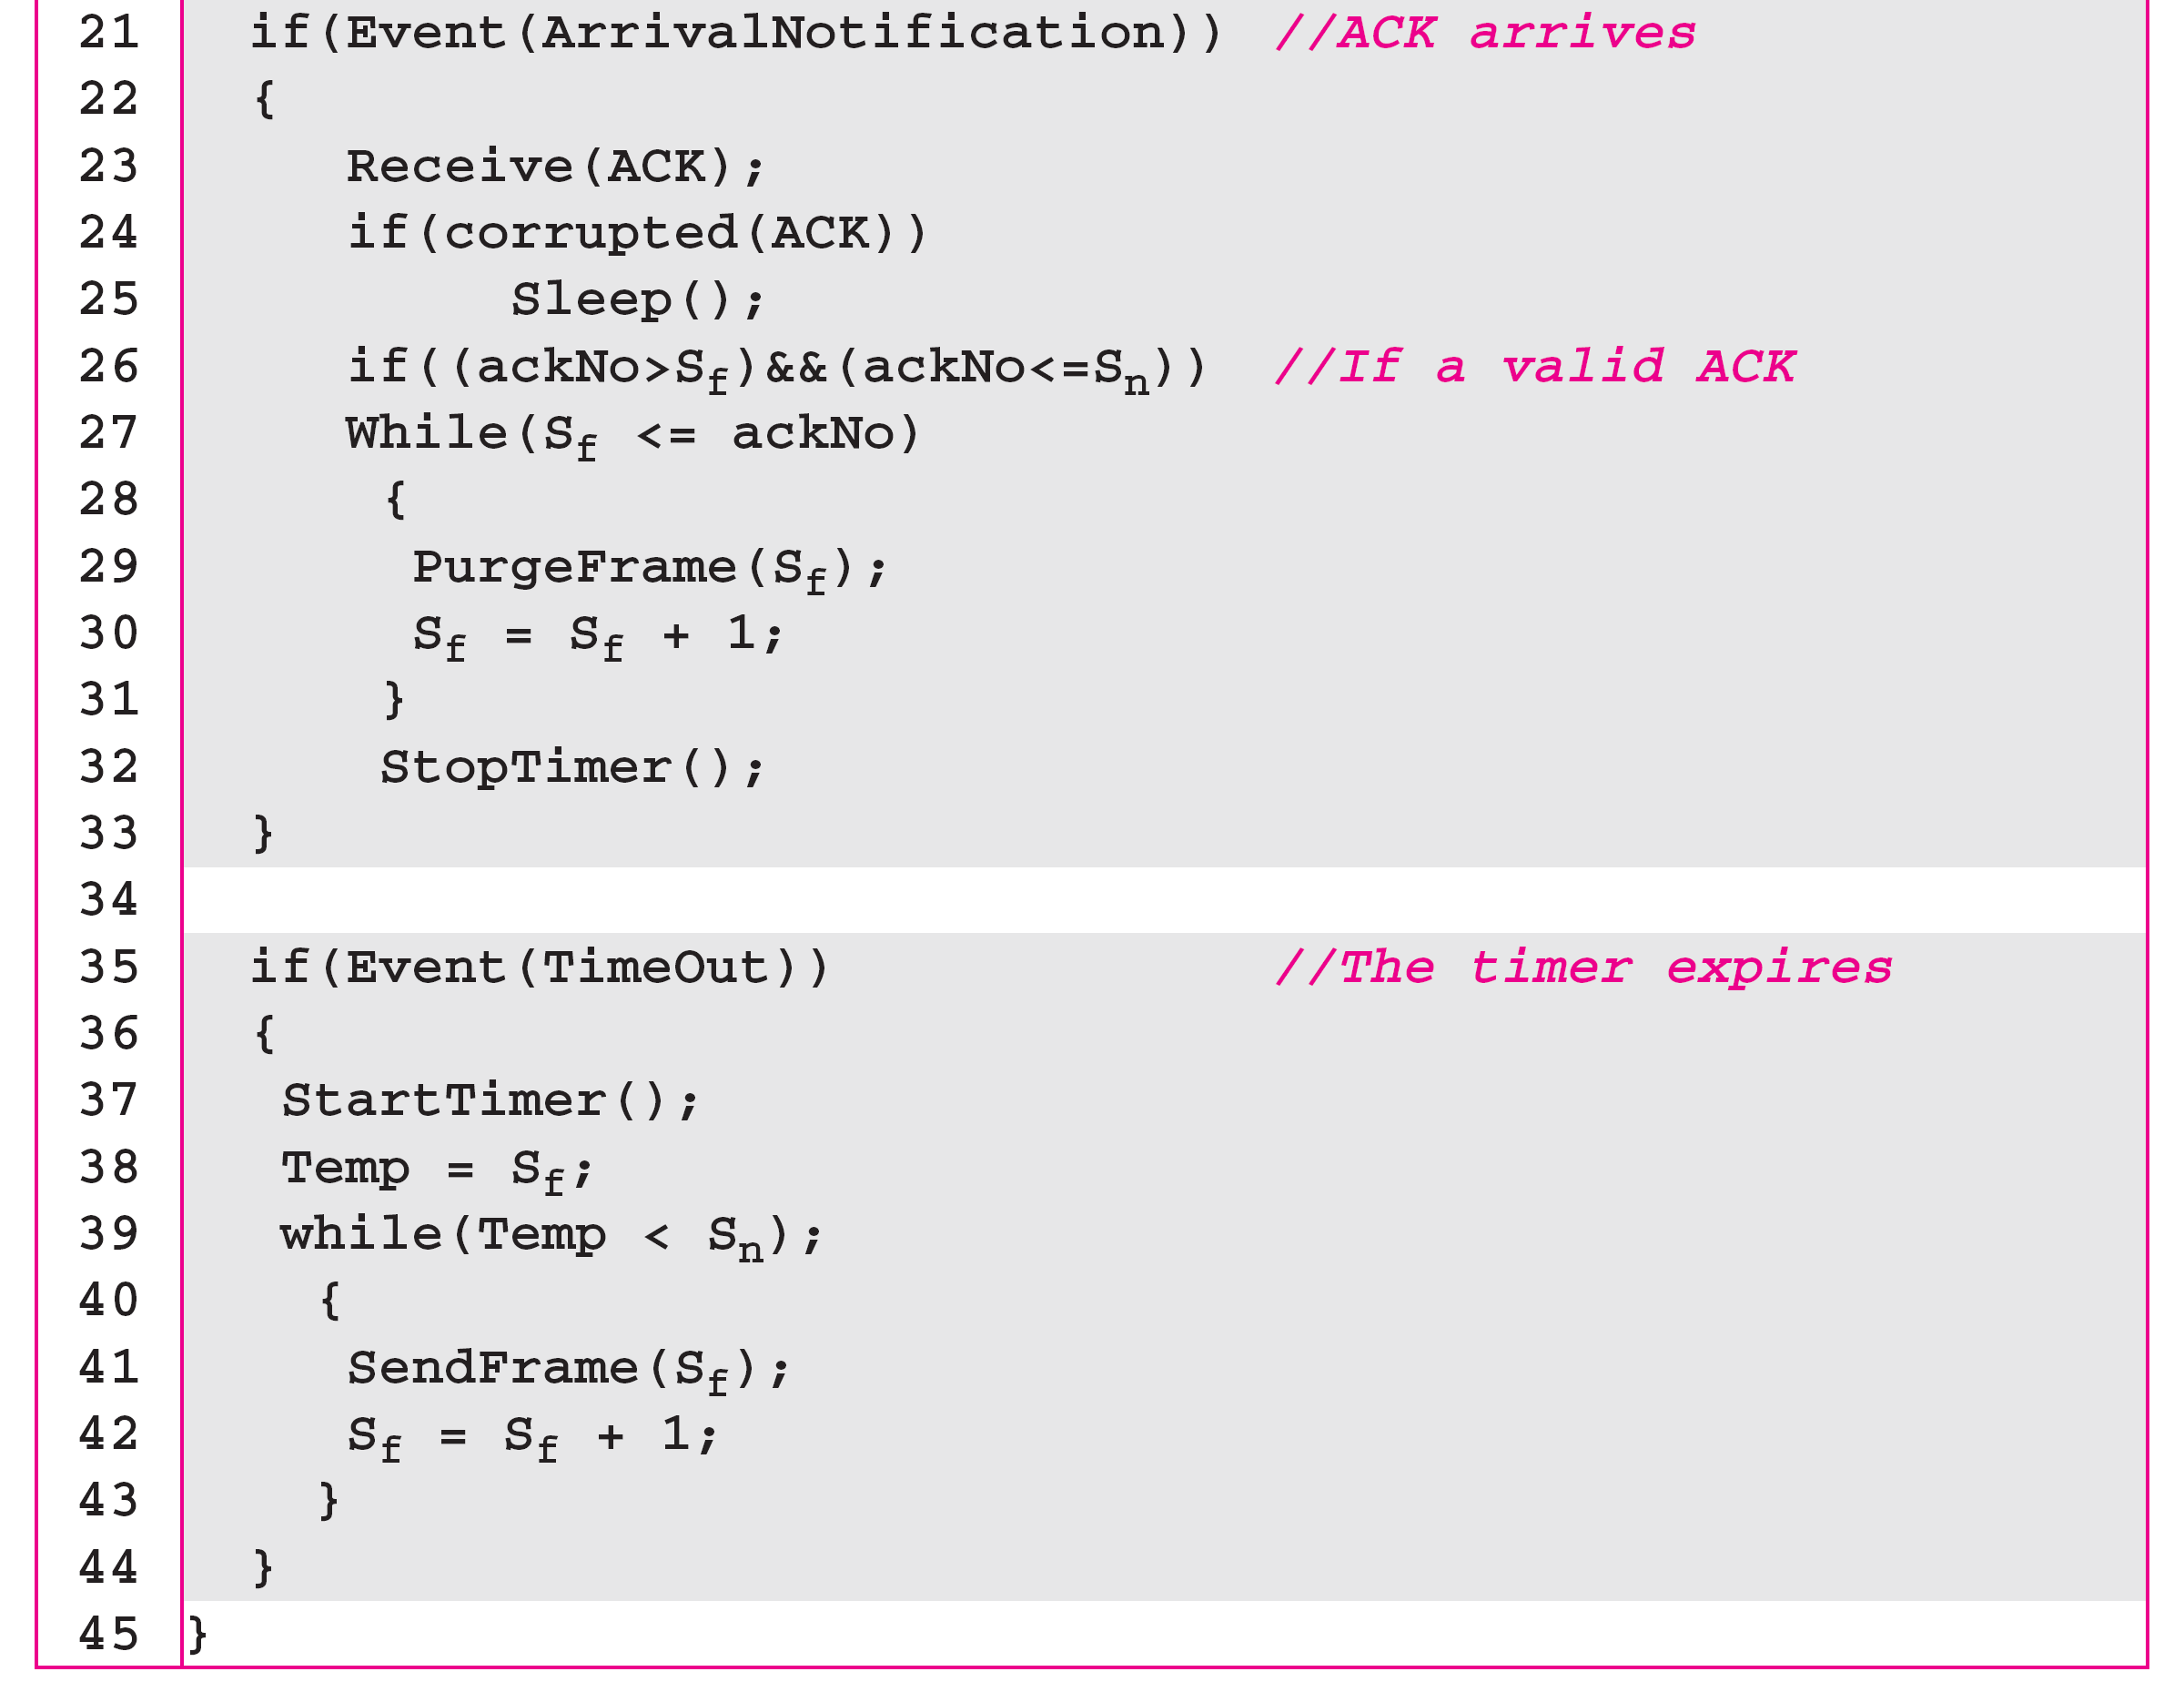 21 if(Event(ArrivalNotification)) //ACK arrives
22 {
23 Receive(ACK);
24 if(corrupted(ACK))
25 Sleep();
26 if((ackNo>Sf)&&(ackNo<=Sn)) //If a valid ACK
27 While(Sf <= ackNo)
28 {
29 PurgeFrame(Sf);
30 Sf = Sf + 1;
31 }
32 StopTimer();
33 }
34
35 if(Event(TimeOut)) //The timer expires
36 {
37 StartTimer();
38 Temp = Sf;
39 while(Temp < Sn);
40 {
41 SendFrame(Sf);
42 Sf = Sf + 1;
43 }
44 }
45 }